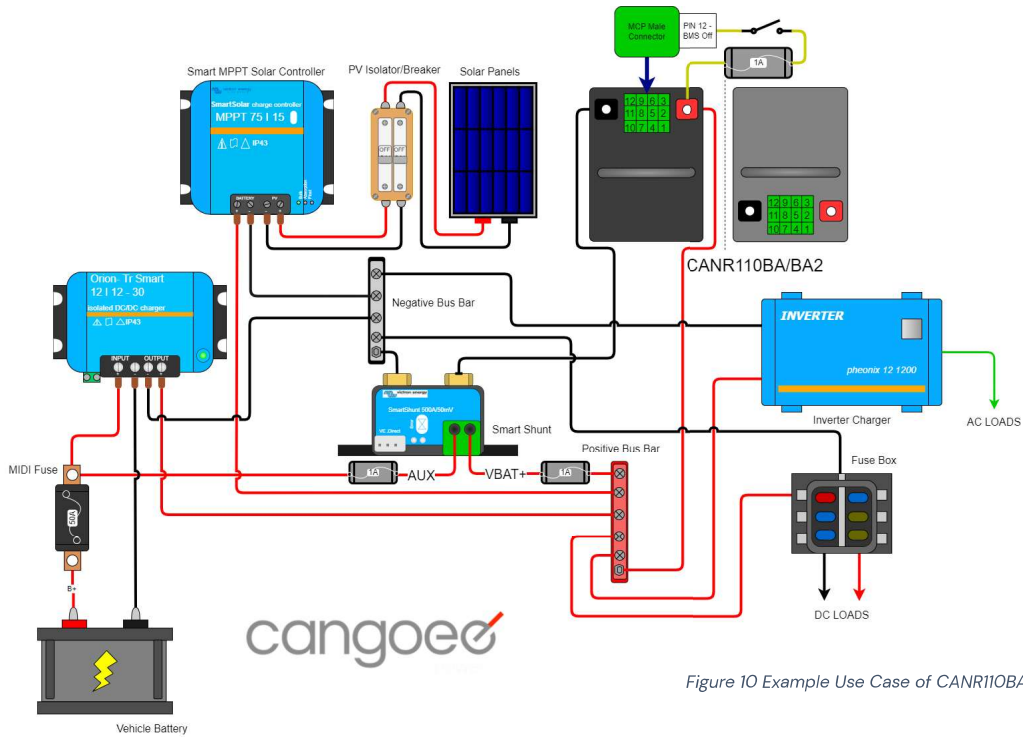 MCP Male
Connector
PIN 12 -
BMS Off
1A
Smart MPPT Solar Controller
PV Isolator/Breaker
Solar Panels
SmartSolar charge controller
MPPT 75 | 15
IP43
BATTERY
PV
OFF
OFF
12 9 6 3
11 8 5 2
10 7 4 1
12 9 6 3
11 8 5 2
10 7 4 1
CANR110BA/BA2
Orion- Tr Smart
12 | 12 - 30
isolated DC/DC charger
IP43
INPUT
OUTPUT
Negative Bus Bar
INVERTER
pheonix 12 1200
Inverter Charger
AC LOADS
victron energy
SmartShunt 500A/50mV
VE.Direct
Smart Shunt
MIDI Fuse
50A
1A
AUX
VBAT+
1A
Positive Bus Bar
Fuse Box
B+
DC LOADS
cangoee
Vehicle Battery
Figure 10 Example Use Case of CANR110BA